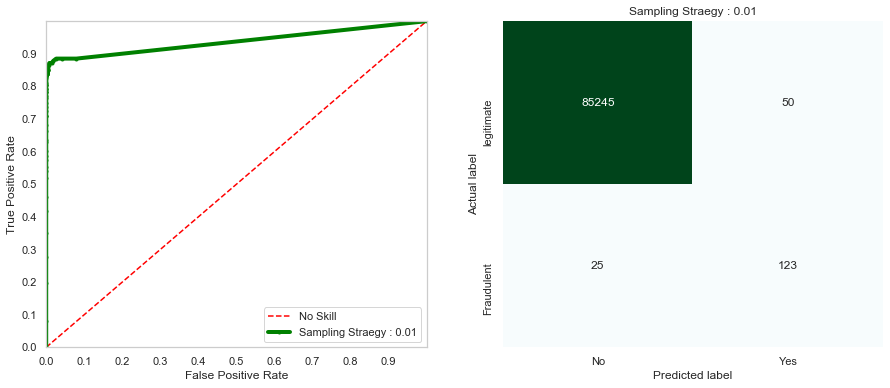 0.9
0.8
0.7
0.6
0.5
0.4
0.3
0.2
0.1
0.0
True Positive Rate
0.0 0.1 0.2 0.3 0.4 0.5 0.6 0.7 0.8 0.9
False Positive Rate
No Skill
Sampling Straegy : 0.01
Sampling Straegy : 0.01
Actual label
legitimate
Fraudulent
85245 50
25 123
No Yes
Predicted label